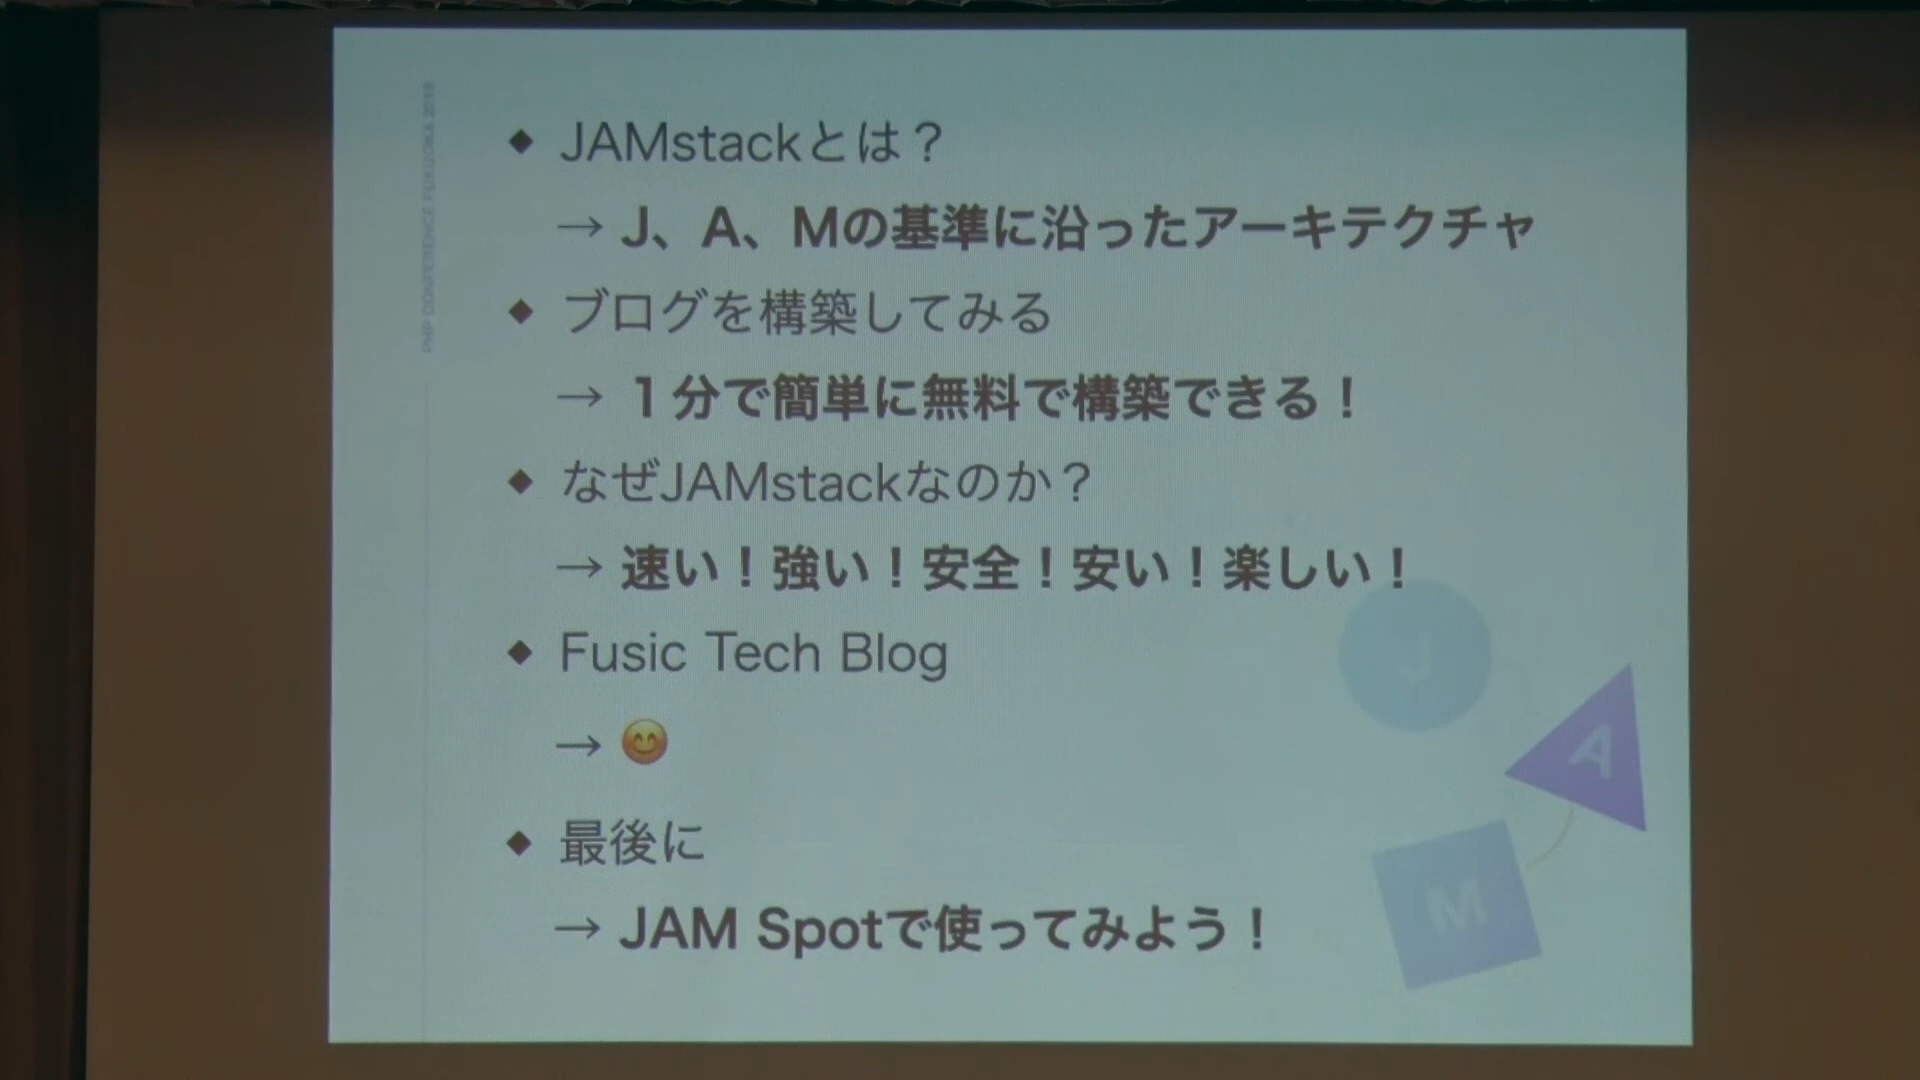 PHP CONFERENCE FUKUOKA 2019
◆ JAMstackとは？
→ J、A、Mの基準に沿ったアーキテクチャ
◆ ブログを構築してみる
→ １分で簡単に無料で構築できる！
◆ なぜJAMstackなのか？
→ 速い！強い！安全！安い！楽しい！
◆ Fusic Tech Blog
→ 😊
◆ 最後に
→ JAM Spotで使ってみよう！
J
A
M